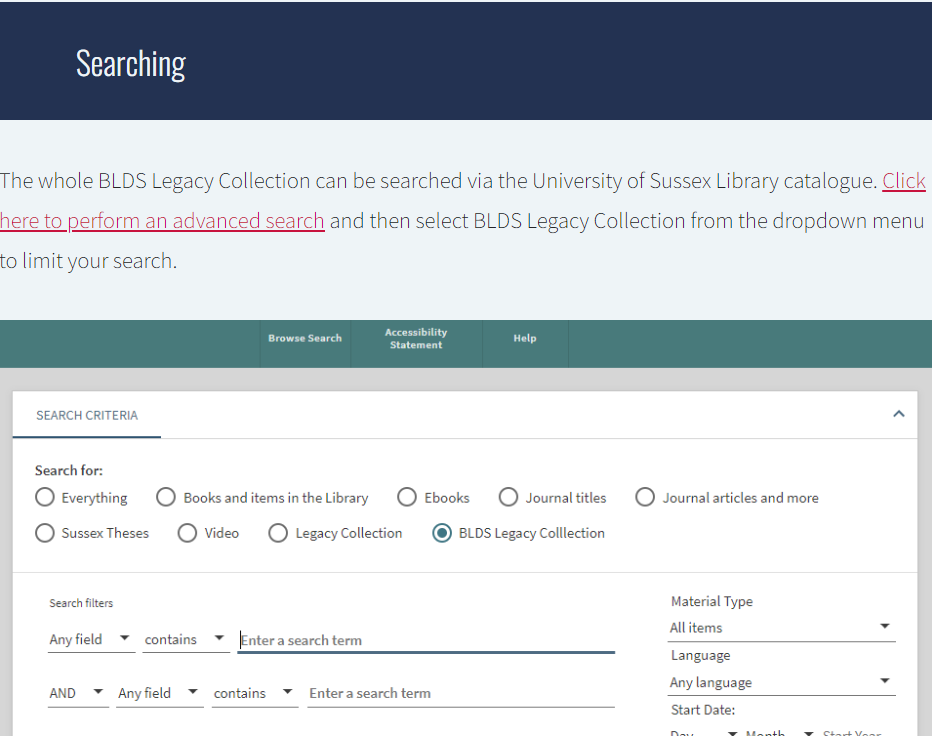 Searching
The whole BLDS Legacy Collection can be searched via the University of Sussex Library catalogue. Click
here to perform an advanced search and then select BLDS Legacy Collection from the dropdown menu
to limit your search.
Browse Search
Accessibility
Statement
Help
SEARCH CRITERIA
Search for:
Everything Books and items in the Library Ebooks Journal titles Journal articles and more
Sussex Theses Video Legacy Collection BLDS Legacy Colllection
Search filters
Any field contains Enter a search term
AND Any field contains Enter a search term
Material Type
All items
Language
Any language
Start Date:
Day Month Start Year